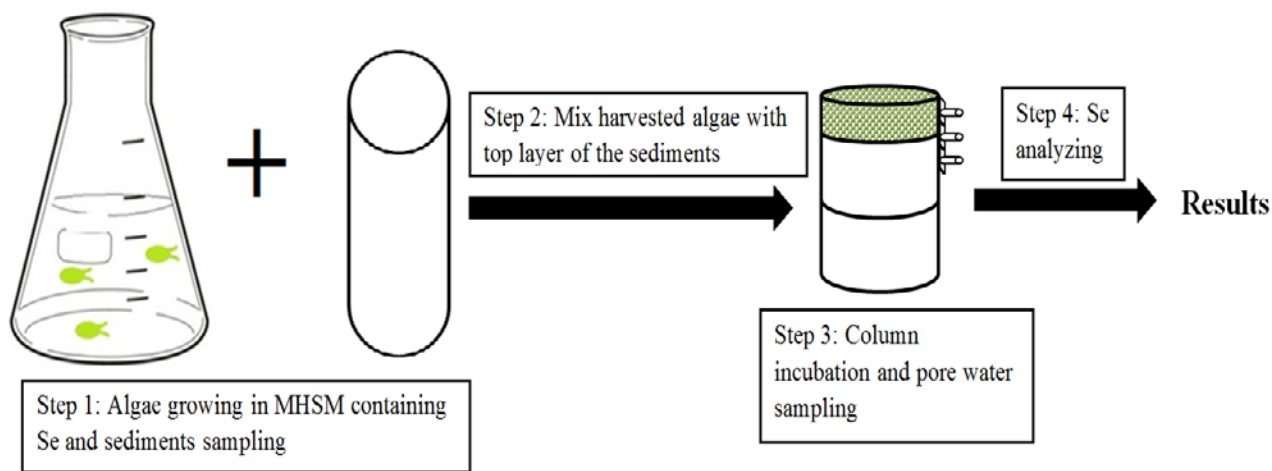 Step 1: Algae growing in MHSM containing
Se and sediments sampling
Step 2: Mix harvested algae with
top layer of the sediments
Step 3: Column
incubation and pore water
sampling
Step 4: Se
analyzing
Results